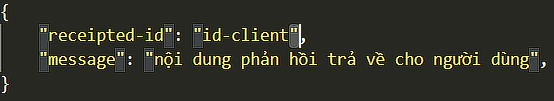 {
"receipted-id": "id-client",
"message": "nội dung phản hồi trả về cho người dùng",
}